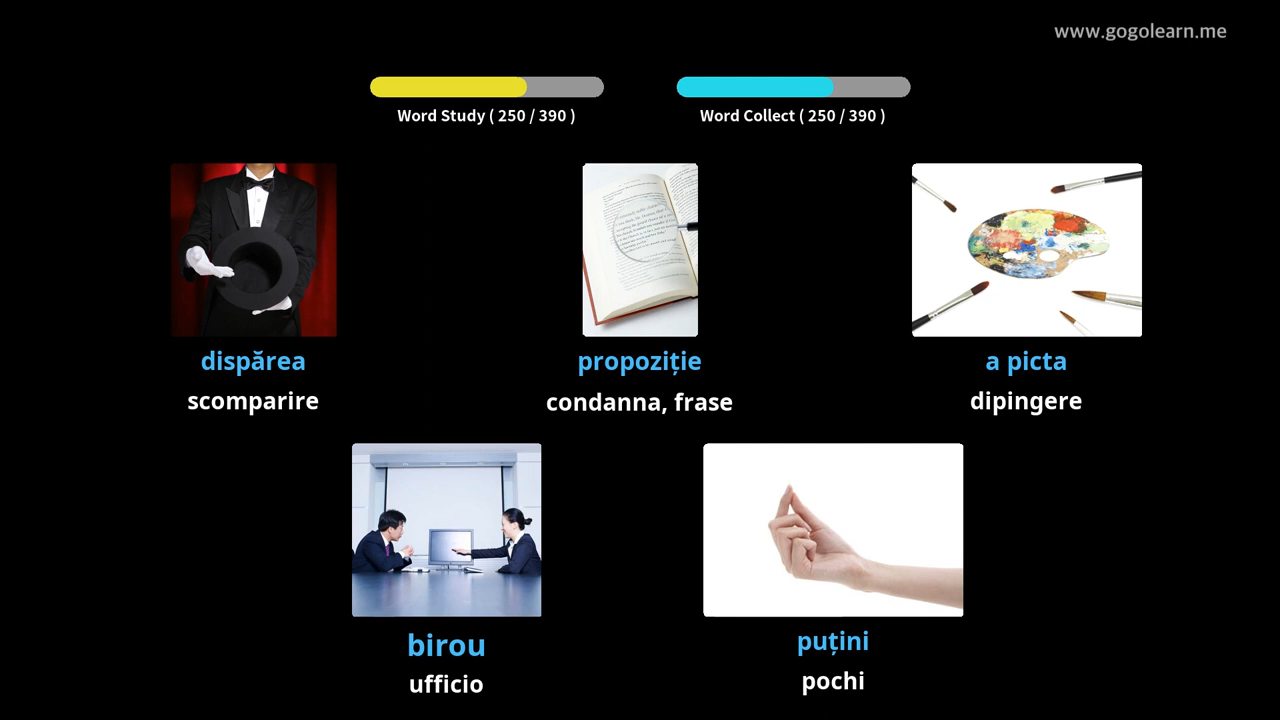 www.gogolearn.me
Word Study ( 250 / 390 )
Word Collect ( 250 / 390 )
dispărea
scomparire
propoziție
condanna, frase
a picta
dipingere
birou
ufficio
puțini
pochi